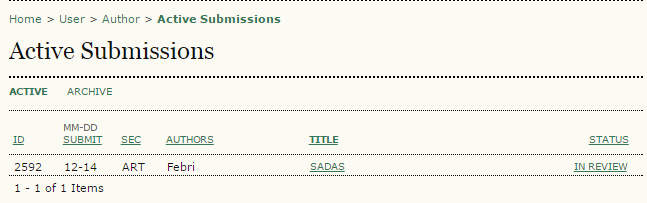 Home > User > Author > Active Submissions
Active Submissions
ACTIVE ARCHIVE
MM-DD
ID SUBMIT SEC AUTHORS TITLE STATUS
2592 12-14 ART Febri SADAS IN REVIEW
1 - 1 of 1 Items